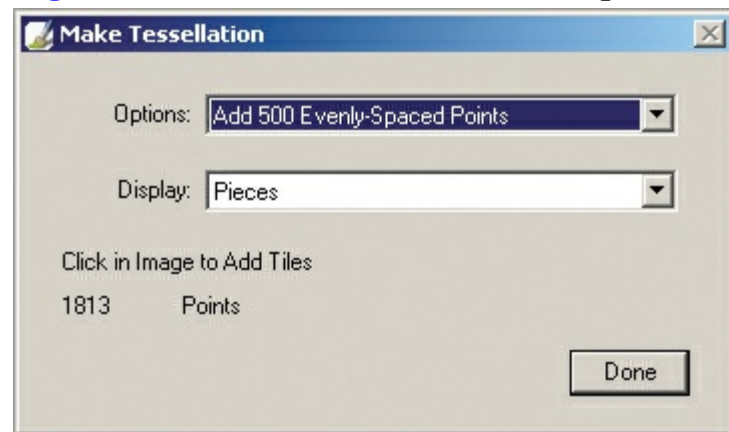 Make Tessellation
Options: Add 500 Evenly-Spaced Points
Display: Pieces
Click in Image to Add Tiles
1813 Points
Done